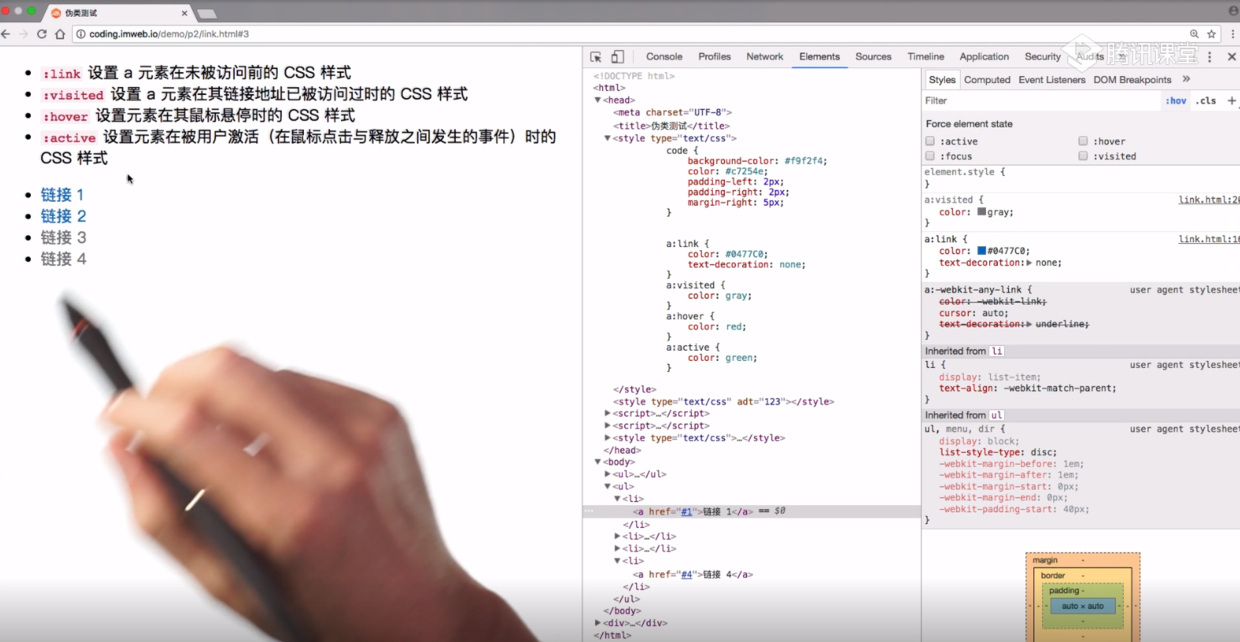 伪类测试
coding.imweb.io/demo/p2/link.html#3
腾讯课堂
:link 设置 a 元素在未被访问前的 CSS 样式
:visited 设置 a 元素在其链接地址已被访问过时的 CSS 样式
:hover 设置元素在其鼠标悬停时的 CSS 样式
:active 设置元素在被用户激活（在鼠标点击与释放之间发生的事件）时的
CSS 样式
链接 1
链接 2
链接 3
链接 4
Console Profiles Network Elements Sources Timeline Application Security Audits
<!DOCTYPE html>
<html>
<head>
<meta charset="UTF-8">
<title>伪类测试</title>
<style type="text/css">
code {
background-color: #f9f2f4;
color: #c7254e;
padding-left: 2px;
padding-right: 2px;
margin-right: 5px;
}
a:link {
color: #0477C0;
text-decoration: none;
}
a:visited {
color: gray;
}
a:hover {
color: red;
}
a:active {
color: green;
}
</style>
<style type="text/css" adt="123"></style>
<script>…</script>
<script>…</script>
<style type="text/css">…</style>
</head>
<body>
<ul>…</ul>
<ul>
<li>
<a href="#1">链接 1</a> == $0
</li>
<li>…</li>
<li>…</li>
<li>
<a href="#4">链接 4</a>
</li>
</ul>
</body>
<div>…</div>
</html>
Styles Computed Event Listeners DOM Breakpoints »
Filter :hov .cls +
Force element state
:active :hover
:focus :visited
element.style {
}
a:visited { link.html:20
color: gray;
}
a:link { link.html:16
color: #0477C0;
text-decoration: none;
}
a:-webkit-any-link { user agent stylesheet
color: -webkit-link;
cursor: auto;
text-decoration: underline;
}
Inherited from li
li { user agent stylesheet
display: list-item;
text-align: -webkit-match-parent;
}
Inherited from ul
ul, menu, dir { user agent stylesheet
display: block;
list-style-type: disc;
-webkit-margin-before: 1em;
-webkit-margin-after: 1em;
-webkit-margin-start: 0px;
-webkit-margin-end: 0px;
-webkit-padding-start: 40px;
}
margin -
border -
padding -
auto × auto